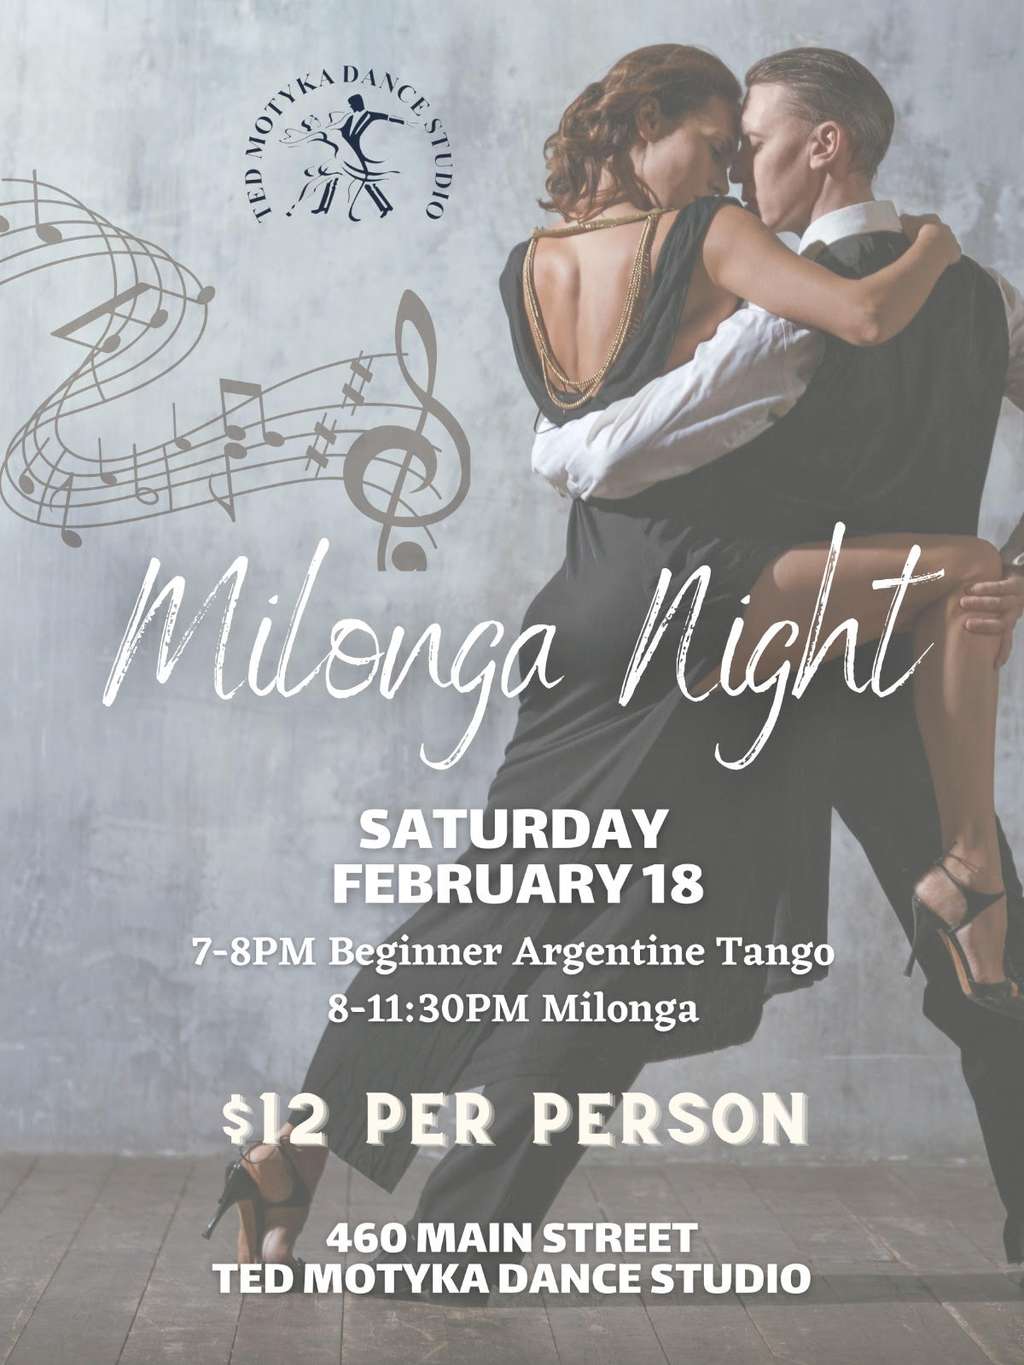 TED MOTYKA DANCE STUDIO
Milonga Night
SATURDAY
FEBRUARY 18
7-8PM Beginner Argentine Tango
8-11:30PM Milonga
$12 PER PERSON
460 MAIN STREET
TED MOTYKA DANCE STUDIO